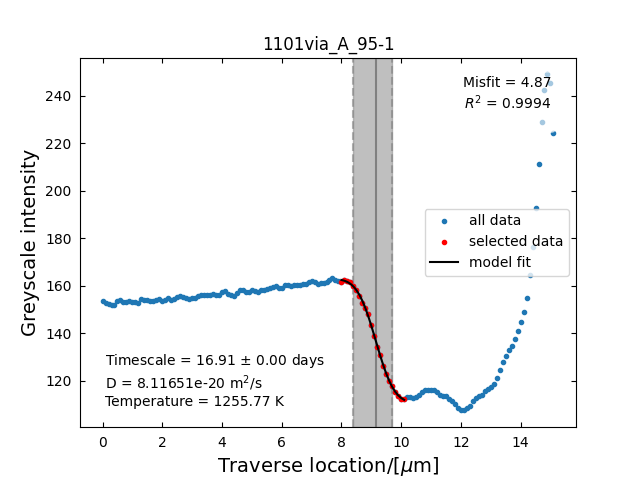 1101via_A_95-1
Misfit = 4.87
R² = 0.9994
240
220
200
180
160
140
120
Greyscale intensity
all data
selected data
model fit
Timescale = 16.91 ± 0.00 days
D = 8.11651e-20 m²/s
Temperature = 1255.77 K
0 2 4 6 8 10 12 14
Traverse location/[μm]